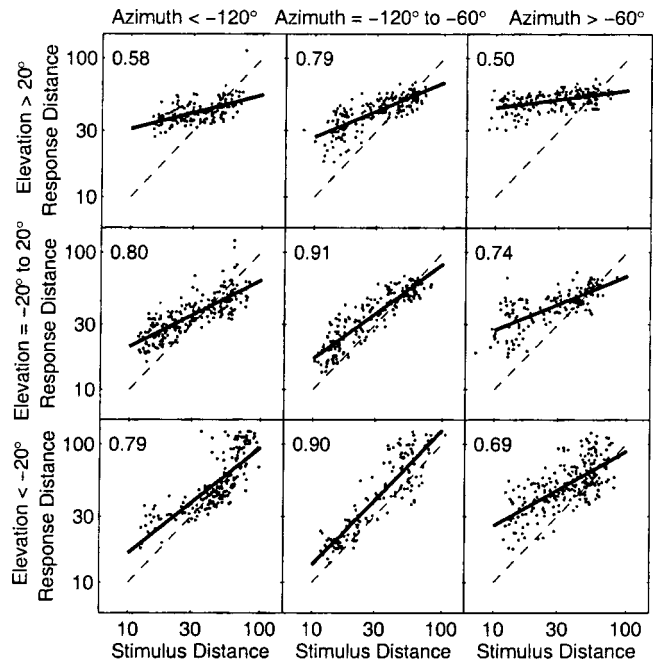 Azimuth < −120° Azimuth = −120° to −60° Azimuth > −60°
Elevation > 20°
Response Distance
100
30
10
0.58
0.79
0.50
Elevation = −20° to 20°
Response Distance
100
30
10
0.80
0.91
0.74
Elevation < −20°
Response Distance
100
30
10
0.79
0.90
0.69
10 30 100 10 30 100 10 30 100
Stimulus Distance Stimulus Distance Stimulus Distance